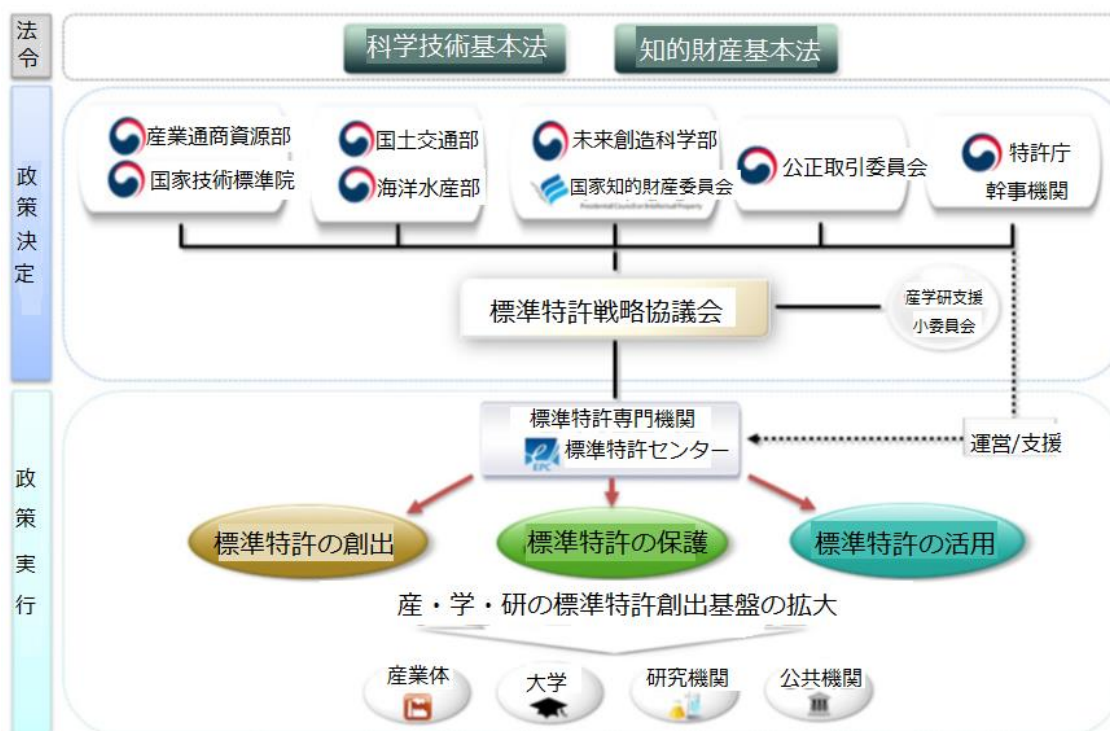 法令
科学技術基本法
知的財産基本法
政策決定
産業通商資源部
国家技術標準院
国土交通部
海洋水産部
未来創造科学部
国家知的財産委員会
Presidential Council on Intellectual Property
公正取引委員会
特許庁
幹事機関
標準特許戦略協議会
産学研支援
小委員会
政策実行
標準特許専門機関
EPC
標準特許センター
運営/支援
標準特許の創出
標準特許の保護
標準特許の活用
産・学・研の標準特許創出基盤の拡大
産業体
大学
研究機関
公共機関